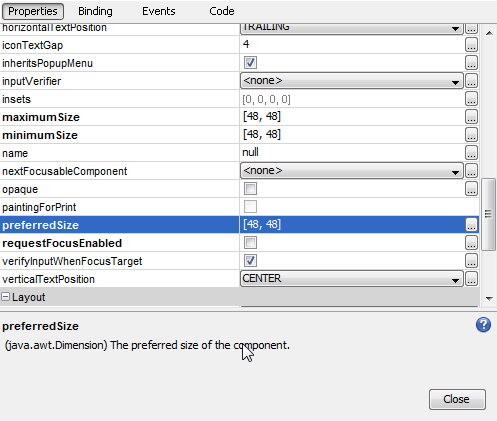 Properties Binding Events Code
horizontalTextPosition TRAILING
iconTextGap 4
inheritsPopupMenu
inputVerifier <none> ...
insets [0, 0, 0, 0] ...
maximumSize [48, 48] ...
minimumSize [48, 48] ...
name null ...
nextFocusableComponent <none> ...
opaque ...
paintingForPrint
preferredSize [48, 48] ...
requestFocusEnabled ...
verifyInputWhenFocusTarget ...
verticalTextPosition CENTER ...
Layout
preferredSize ?
(java.awt.Dimension) The preferred size of the component.
Close